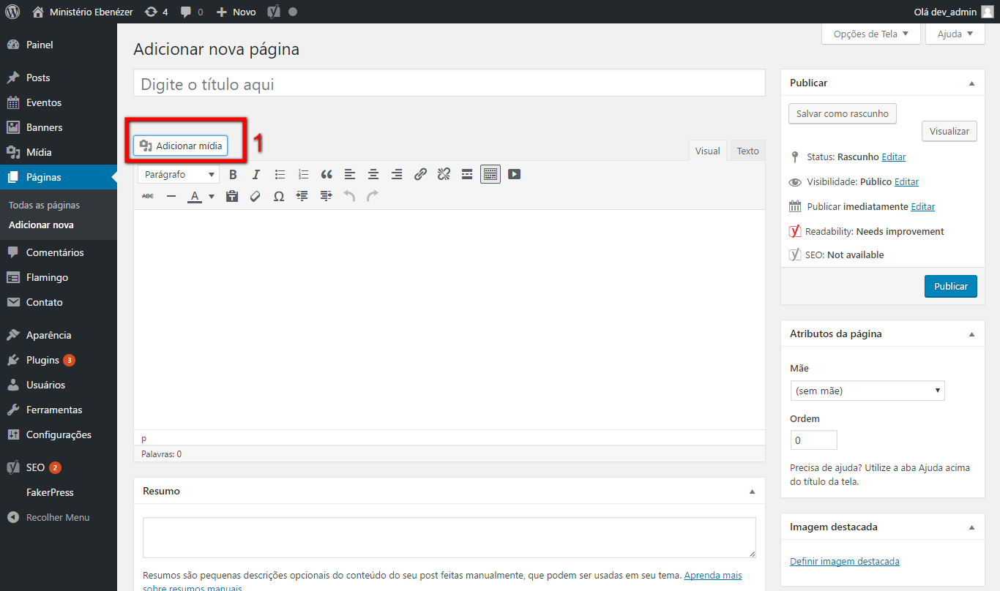 Ministério Ebenézer 4 0 Novo Olá dev_admin
Painel
Posts
Eventos
Banners
Mídia
Páginas
Todas as páginas
Adicionar nova
Comentários
Flamingo
Contato
Aparência
Plugins 3
Usuários
Ferramentas
Configurações
SEO 2
FakerPress
Recolher Menu
Opções de Tela Ajuda
Adicionar nova página
Digite o título aqui
Adicionar mídia 1
Visual Texto
Parágrafo B I
ABC A Ω
p
Palavras: 0
Resumo
Resumos são pequenas descrições opcionais do conteúdo do seu post feitas manualmente, que podem ser usadas em seu tema. Aprenda mais
sobre resumos manuais.
Publicar
Salvar como rascunho
Visualizar
Status: Rascunho Editar
Visibilidade: Público Editar
Publicar imediatamente Editar
Readability: Needs improvement
SEO: Not available
Publicar
Atributos da página
Mãe
(sem mãe)
Ordem
0
Precisa de ajuda? Utilize a aba Ajuda acima
do título da tela.
Imagem destacada
Definir imagem destacada